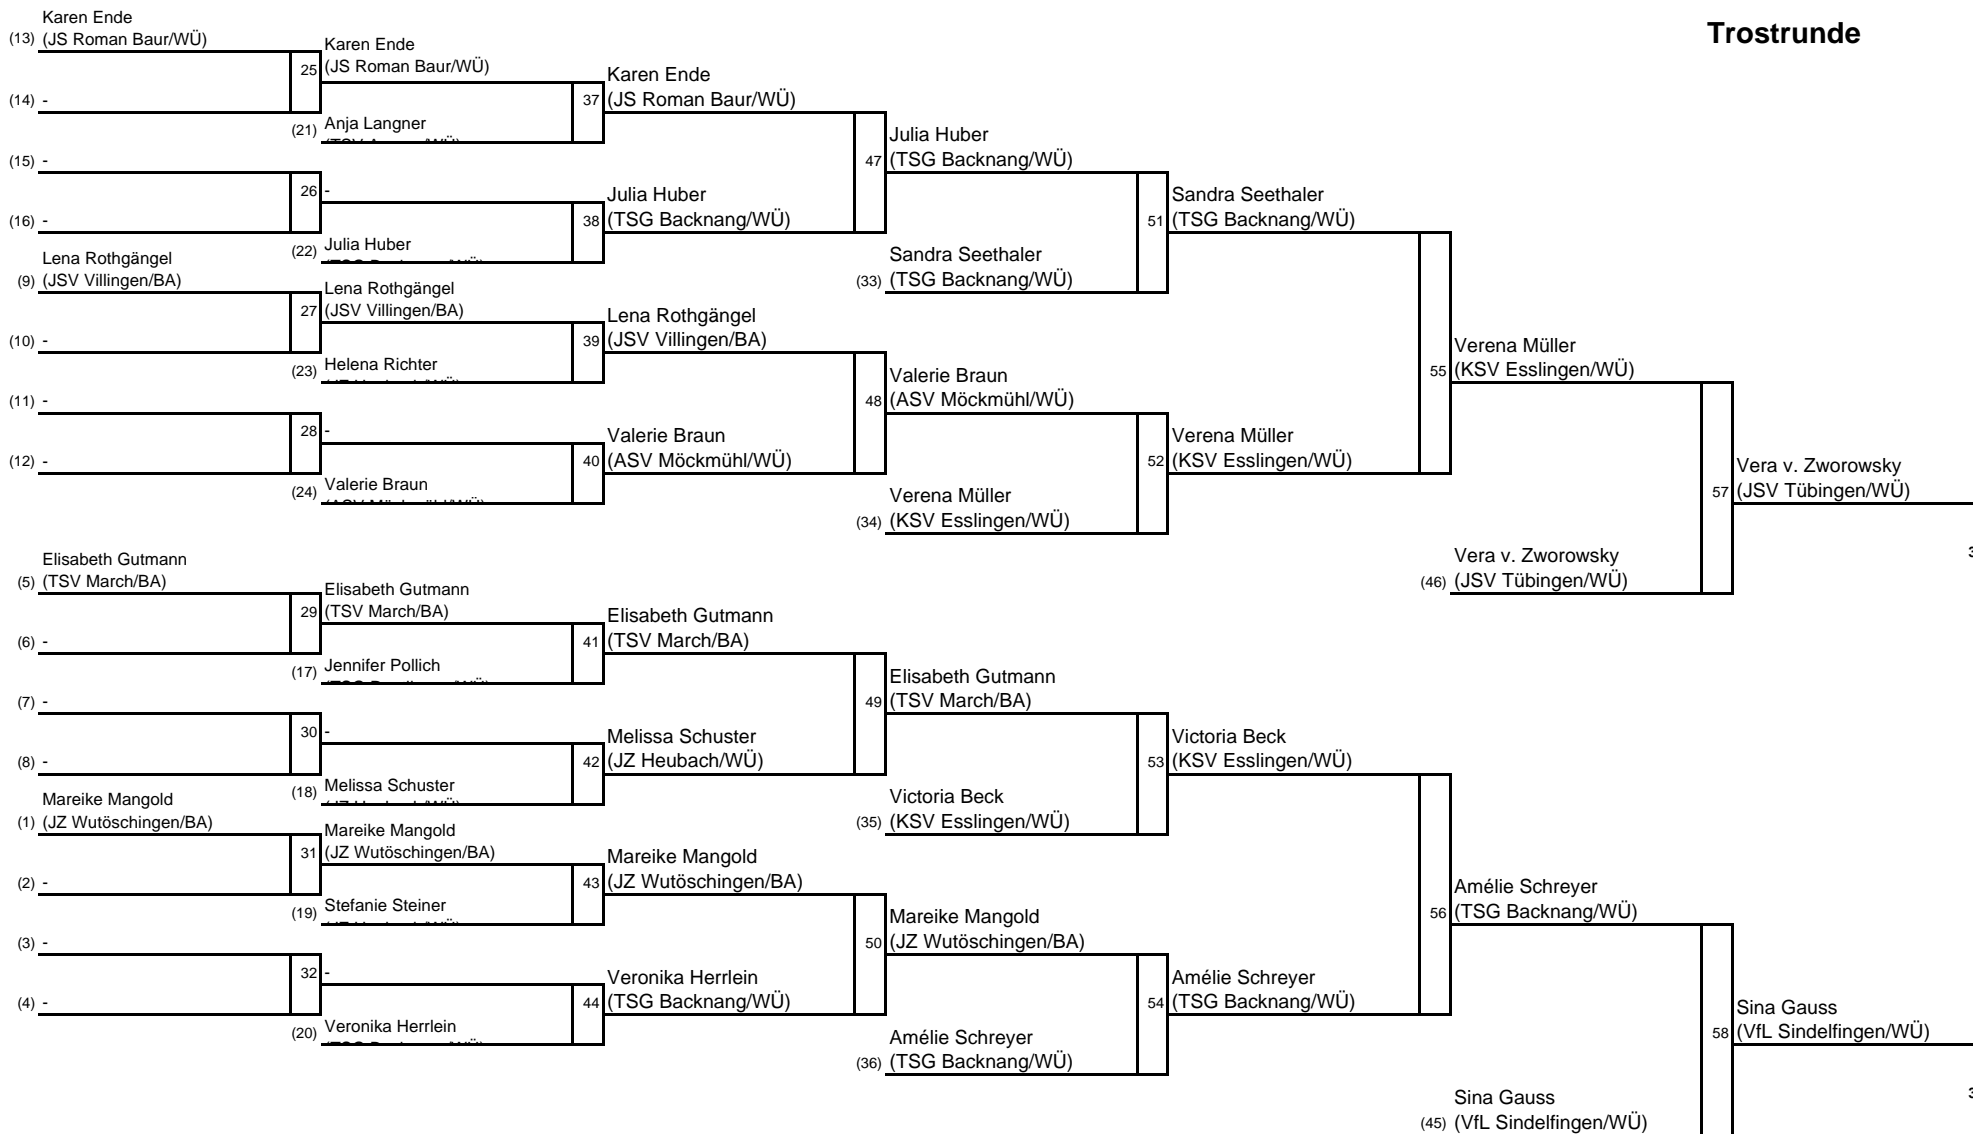 Trostrunde
Karen Ende
(13) (JS Roman Baur/WÜ)
25
(14) -
(15) -
26
(16) -
Lena Rothgängel
(9) (JSV Villingen/BA)
27
(10) -
(11) -
28
(12) -
Elisabeth Gutmann
(5) (TSV March/BA)
29
(6) -
(7) -
30
(8) -
Mareike Mangold
(1) (JZ Wutöschingen/BA)
31
(2) -
(3) -
32
(4) -
Karen Ende
(JS Roman Baur/WÜ)
37
(21) Anja Langner
-
38
(22) Julia Huber
Lena Rothgängel
(JSV Villingen/BA)
39
(23) Helena Richter
-
40
(24) Valerie Braun
Elisabeth Gutmann
(TSV March/BA)
41
(17) Jennifer Pollich
-
42
(18) Melissa Schuster
Mareike Mangold
(JZ Wutöschingen/BA)
43
(19) Stefanie Steiner
-
44
(20) Veronika Herrlein
Karen Ende
(JS Roman Baur/WÜ)
47
Julia Huber
(TSG Backnang/WÜ)
Lena Rothgängel
(JSV Villingen/BA)
48
Valerie Braun
(ASV Möckmühl/WÜ)
Elisabeth Gutmann
(TSV March/BA)
49
Melissa Schuster
(JZ Heubach/WÜ)
Mareike Mangold
(JZ Wutöschingen/BA)
50
Veronika Herrlein
(TSG Backnang/WÜ)
Julia Huber
(TSG Backnang/WÜ)
51
Sandra Seethaler
(33) (TSG Backnang/WÜ)
Valerie Braun
(ASV Möckmühl/WÜ)
52
Verena Müller
(34) (KSV Esslingen/WÜ)
Elisabeth Gutmann
(TSV March/BA)
53
Victoria Beck
(35) (KSV Esslingen/WÜ)
Mareike Mangold
(JZ Wutöschingen/BA)
54
Amélie Schreyer
(36) (TSG Backnang/WÜ)
Sandra Seethaler
(TSG Backnang/WÜ)
55
Verena Müller
(KSV Esslingen/WÜ)
Victoria Beck
(KSV Esslingen/WÜ)
56
Amélie Schreyer
(TSG Backnang/WÜ)
Verena Müller
(KSV Esslingen/WÜ)
57
Vera v. Zworowsky
(46) (JSV Tübingen/WÜ)
Amélie Schreyer
(TSG Backnang/WÜ)
58
Sina Gauss
(45) (VfL Sindelfingen/WÜ)
Vera v. Zworowsky
(JSV Tübingen/WÜ)
Sina Gauss
(VfL Sindelfingen/WÜ)